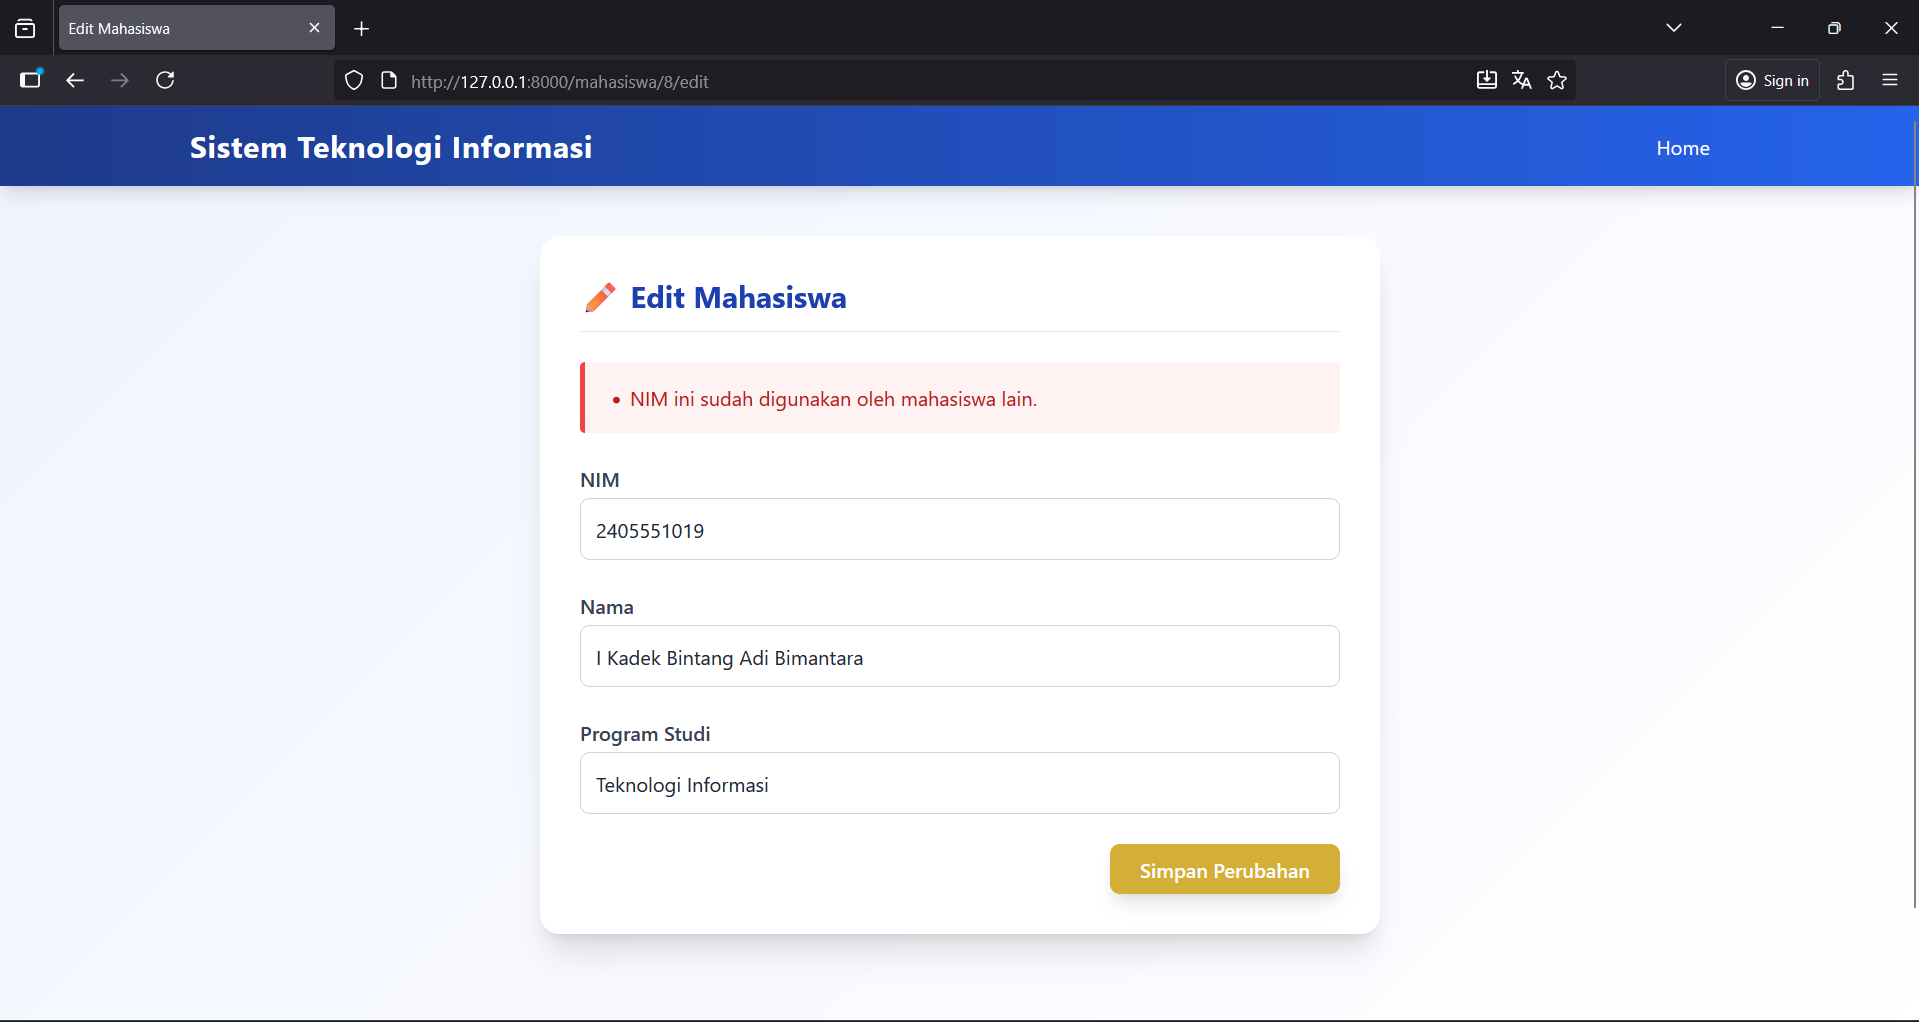 Edit Mahasiswa
http://127.0.0.1:8000/mahasiswa/8/edit
Sign in
Sistem Teknologi Informasi
Home
Edit Mahasiswa
• NIM ini sudah digunakan oleh mahasiswa lain.
NIM
2405551019
Nama
I Kadek Bintang Adi Bimantara
Program Studi
Teknologi Informasi
Simpan Perubahan